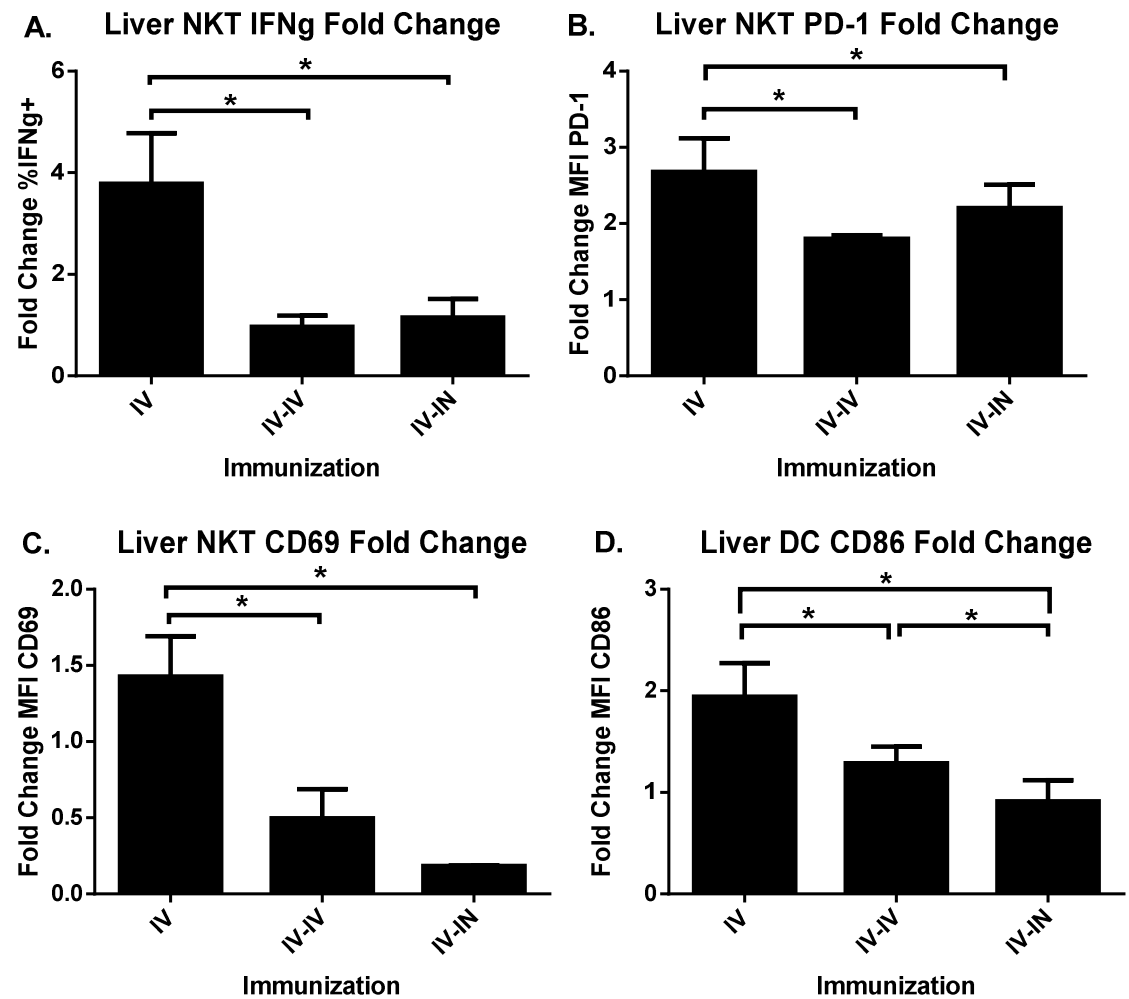 A. Liver NKT IFNg Fold Change
*
*
Fold Change %IFNg+
6
4
2
0
IV
IV-IV
IV-IN
Immunization
B. Liver NKT PD-1 Fold Change
*
*
Fold Change MFI PD-1
4
3
2
1
0
IV
IV-IV
IV-IN
Immunization
C. Liver NKT CD69 Fold Change
*
*
Fold Change MFI CD69
2.0
1.5
1.0
0.5
0.0
IV
IV-IV
IV-IN
Immunization
D. Liver DC CD86 Fold Change
*
*
*
Fold Change MFI CD86
3
2
1
0
IV
IV-IV
IV-IN
Immunization